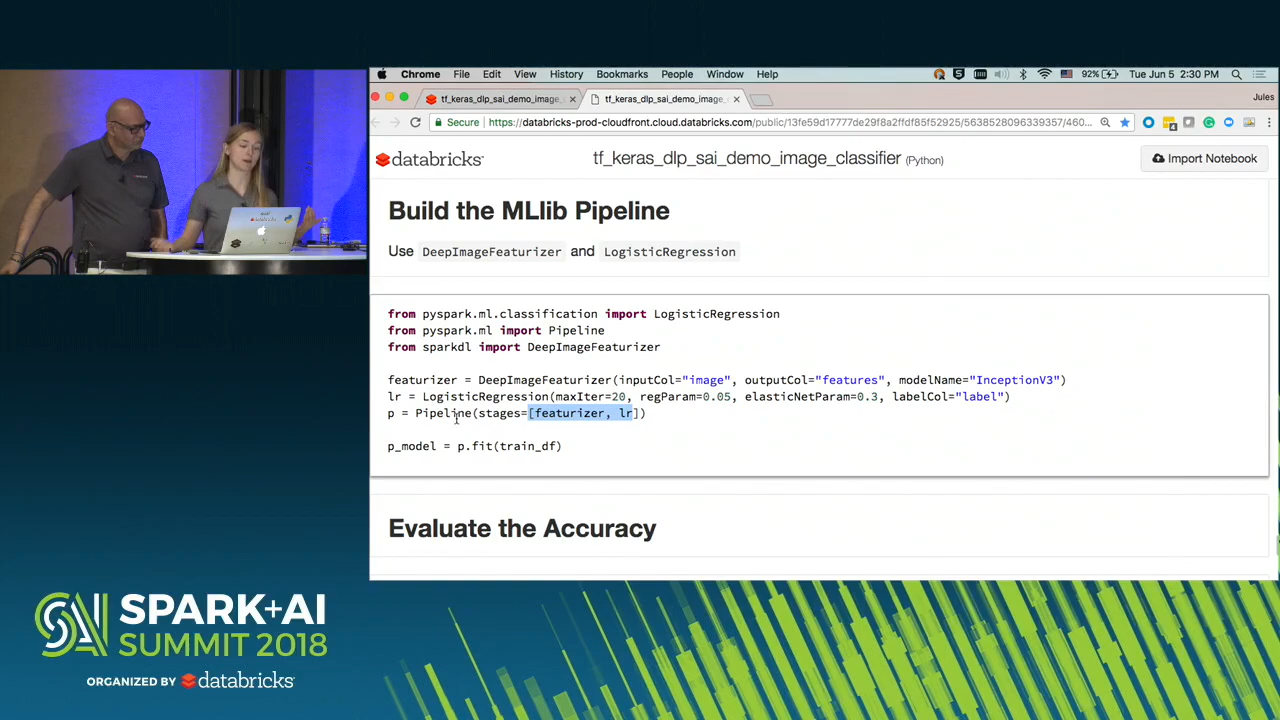 Chrome File Edit View History Bookmarks People Window Help 92% Tue Jun 5 2:30 PM
tf_keras_dlp_sai_demo_image_ tf_keras_dlp_sai_demo_image_ Jules
Secure https://databricks-prod-cloudfront.cloud.databricks.com/public/13fe59d17777de29f8a2ffdf85f52925/5638528096339357/460...
databricks tf_keras_dlp_sai_demo_image_classifier (Python) Import Notebook
Build the MLlib Pipeline
Use DeepImageFeaturizer and LogisticRegression
from pyspark.ml.classification import LogisticRegression
from pyspark.ml import Pipeline
from sparkdl import DeepImageFeaturizer
featurizer = DeepImageFeaturizer(inputCol="image", outputCol="features", modelName="InceptionV3")
lr = LogisticRegression(maxIter=20, regParam=0.05, elasticNetParam=0.3, labelCol="label")
p = Pipeline(stages=[featurizer, lr])
p_model = p.fit(train_df)
Evaluate the Accuracy
SPARK+AI
SUMMIT 2018
ORGANIZED BY databricks